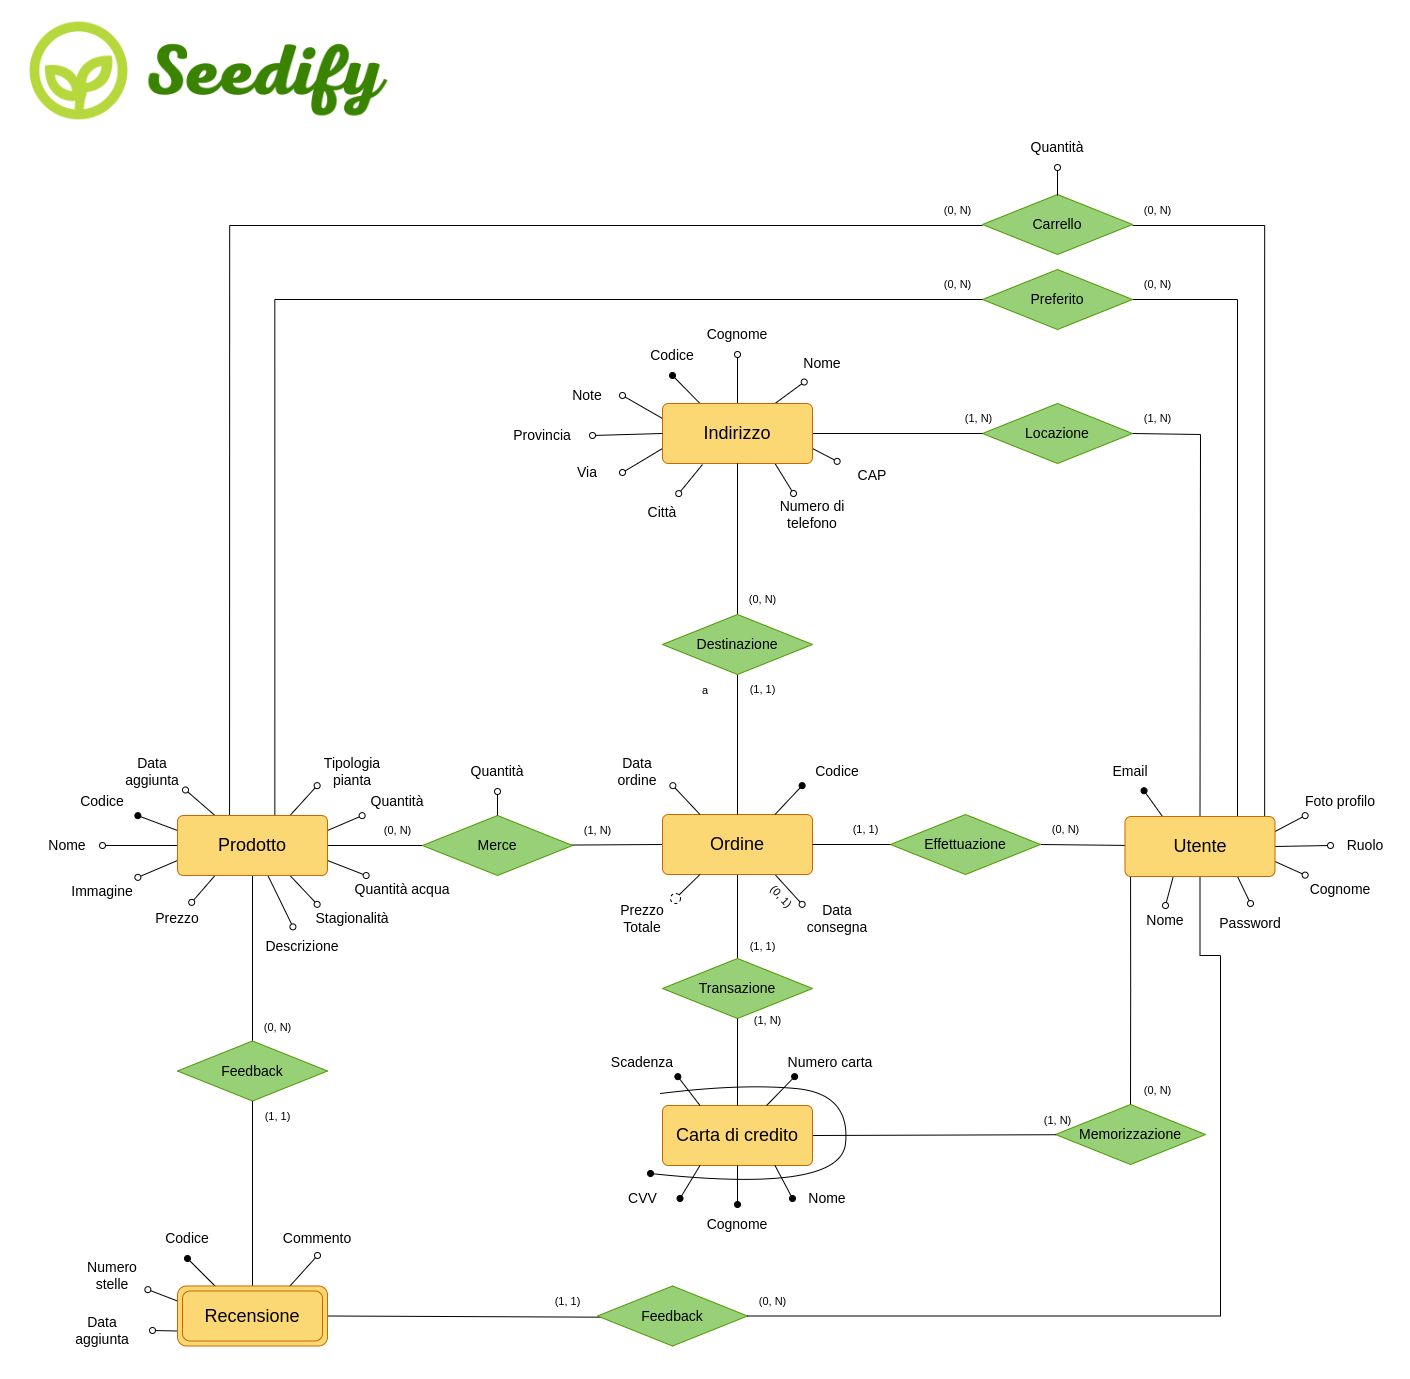 Seedify
Quantità
(0, N)
(0, N)
Carrello
(0, N)
(0, N)
Preferito
Cognome
Codice
Nome
Note
(1, N)
(1, N)
Provincia
Indirizzo
Locazione
Via
CAP
Città
Numero di
telefono
(0, N)
Destinazione
a
(1, 1)
Data
aggiunta
Tipologia
pianta
Quantità
Data
ordine
Codice
Email
Codice
Quantità
Foto profilo
(0, N)
(1, N)
(1, 1)
(0, N)
Nome
Prodotto
Merce
Ordine
Effettuazione
Utente
Ruolo
Immagine
Quantità acqua
(0, 1)
Cognome
Prezzo
Stagionalità
Prezzo
Totale
Data
consegna
Nome
Password
Descrizione
(1, 1)
Transazione
(1, N)
(0, N)
Scadenza
Numero carta
Feedback
(0, N)
(1, 1)
(1, N)
Carta di credito
Memorizzazione
CVV
Nome
Cognome
Codice
Commento
Numero
stelle
(1, 1)
(0, N)
Recensione
Feedback
Data
aggiunta